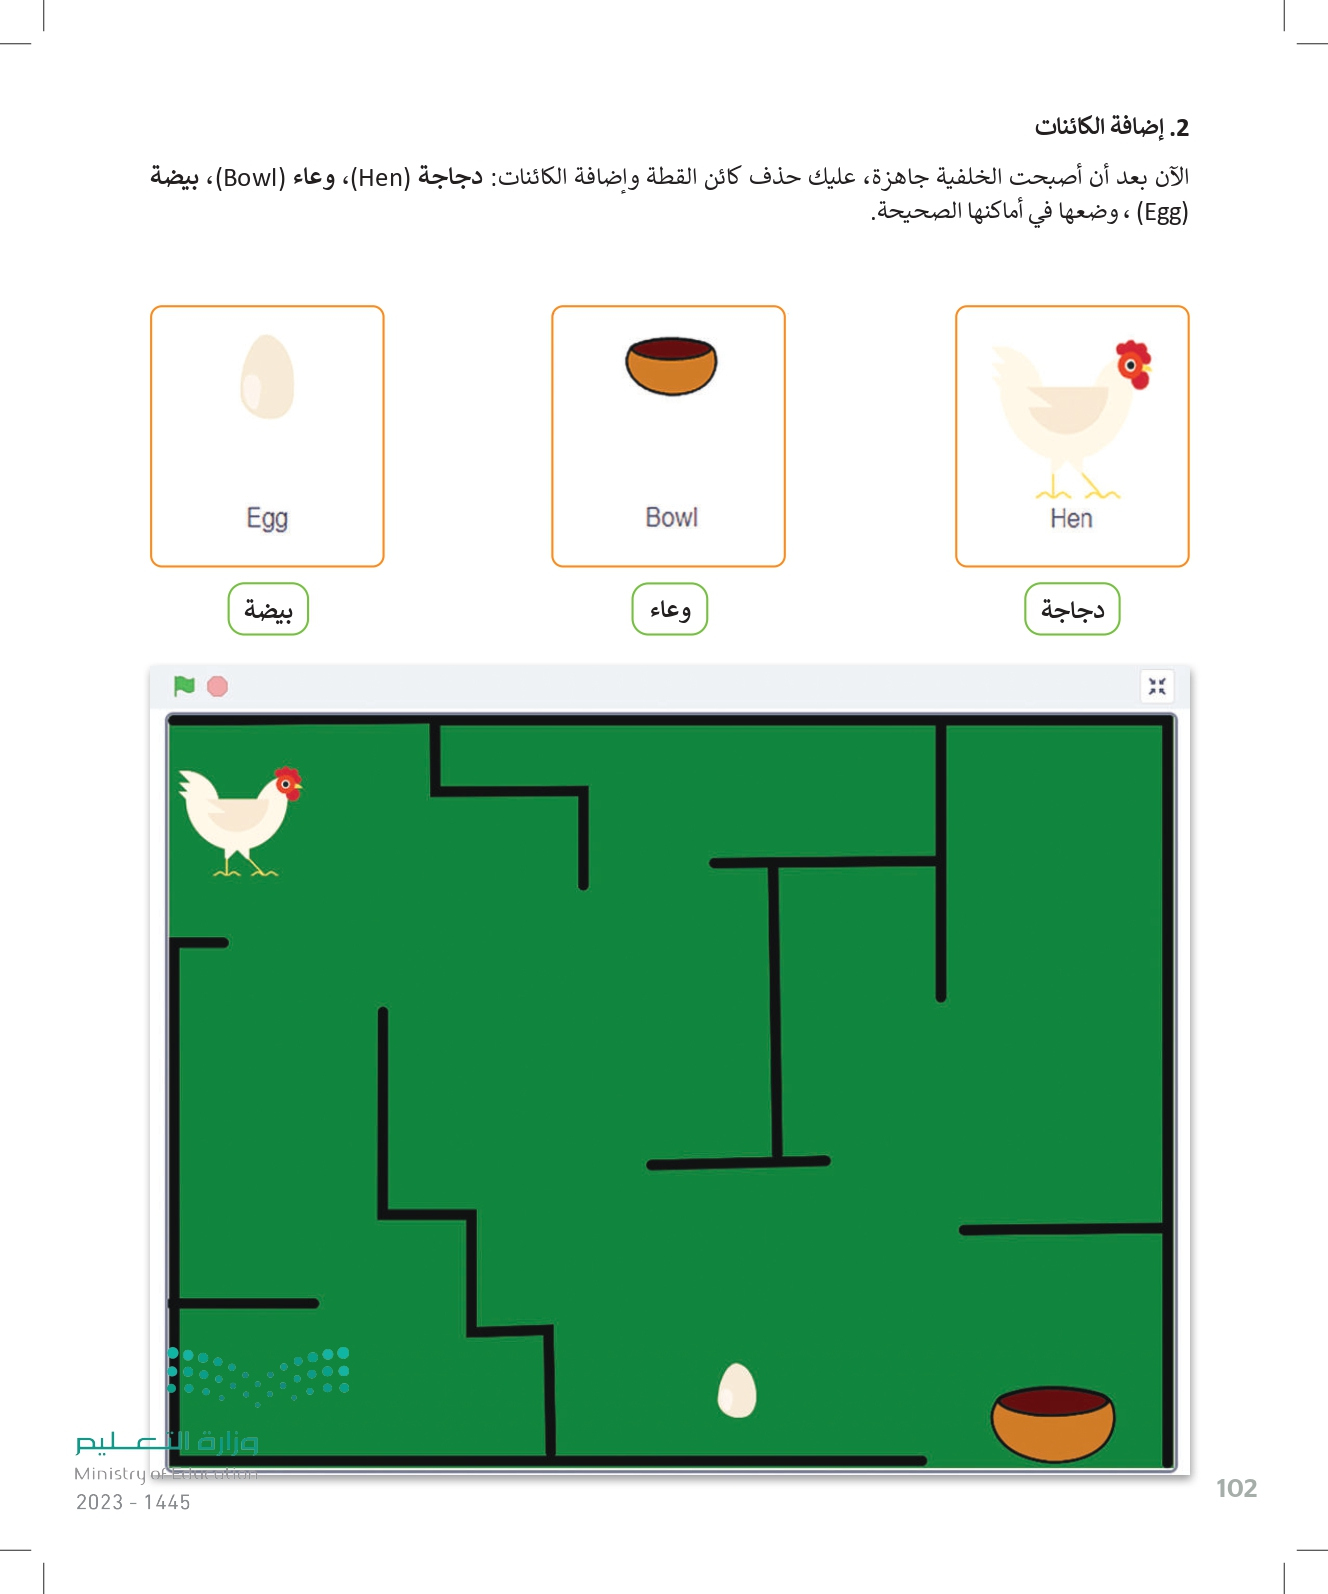 2. إضافة الكائنات
الآن بعد أن أصبحت الخلفية جاهزة، عليك حذف كائن القطة وإضافة الكائنات: دجاجة (Hen)، وعاء (Bowl)، بيضة
(Egg) ، وضعها في أماكنها الصحيحة.
Hen
Bowl
Egg
دجاجة
وعاء
بيضة
وزارة التعليم
Ministry of Education
2023 - 1445
102